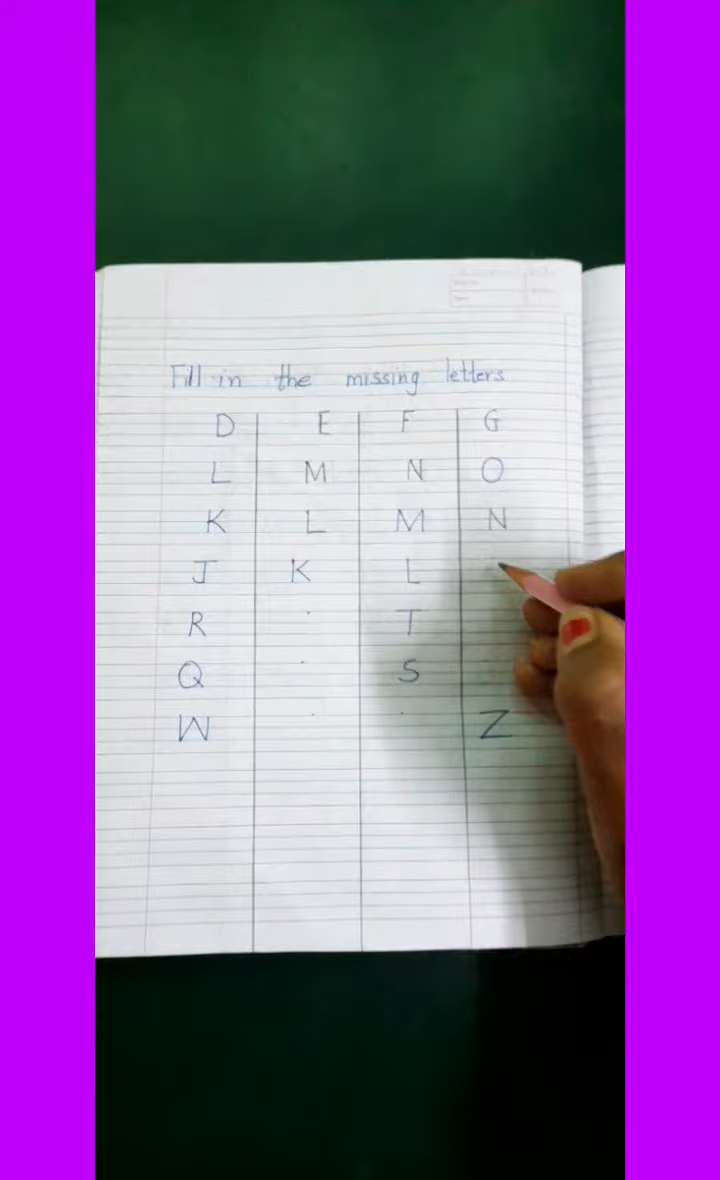 Fill in the missing letters
D E F G
L M N O
K L M N
J K L
R . T
Q . S
W . . Z